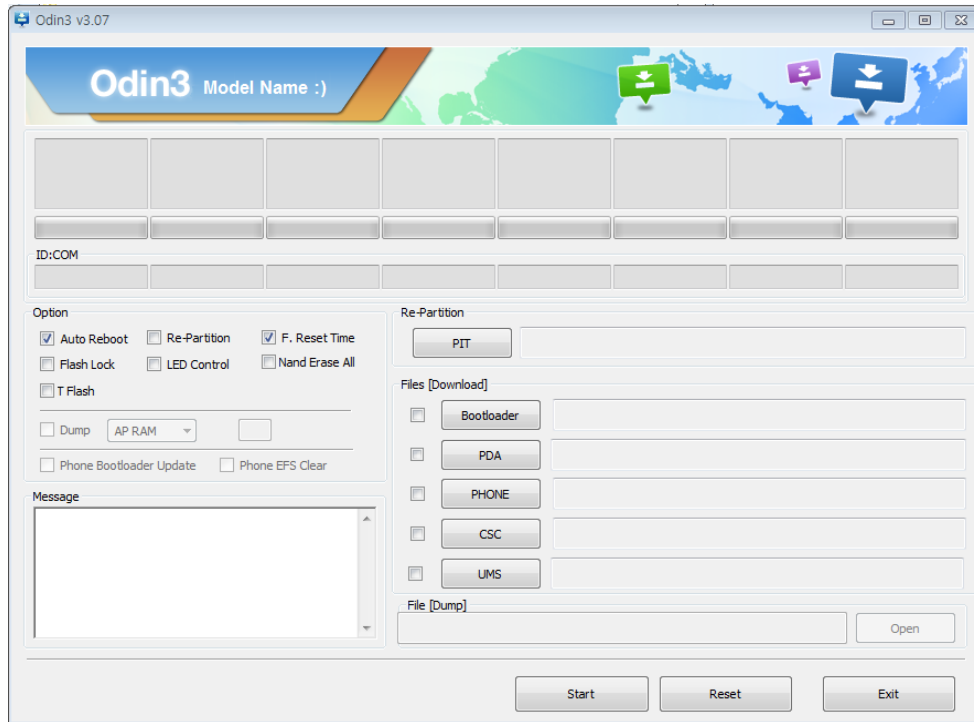 Odin3 v3.07
Odin3 Model Name :)
ID:COM
Option
Auto Reboot
Re-Partition
F. Reset Time
Flash Lock
LED Control
Nand Erase All
T Flash
Dump
AP RAM
Phone Bootloader Update
Phone EFS Clear
Message
Re-Partition
PIT
Files [Download]
Bootloader
PDA
PHONE
CSC
UMS
File [Dump]
Open
Start
Reset
Exit